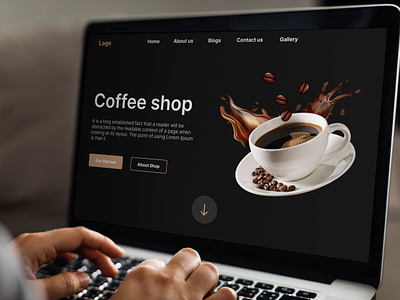 Logo
Home About us Blogs Contact us Gallery
Coffee shop
It is a long established fact that a reader will be
distracted by the readable content of a page when
looking at its layout. The point of using Lorem Ipsum
is that it
Get Started About Shop